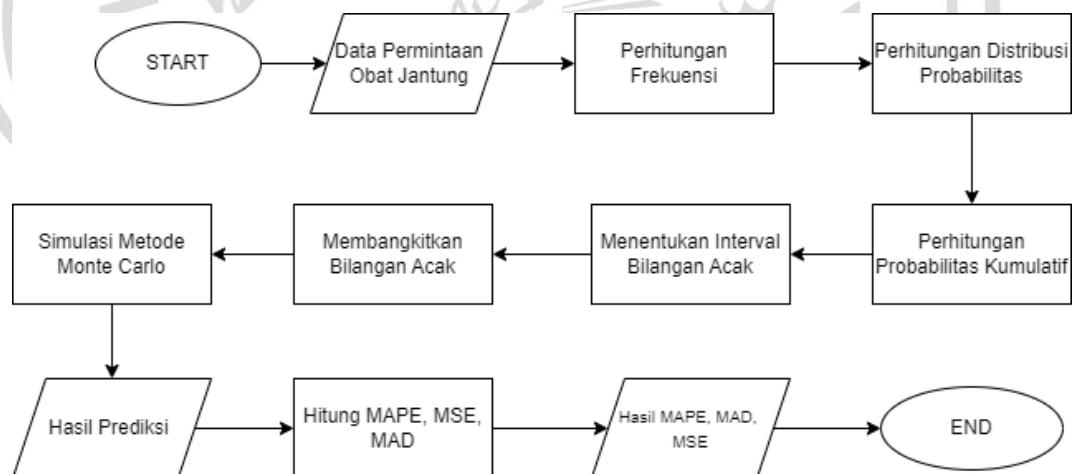 START
Data Permintaan
Obat Jantung
Perhitungan
Frekuensi
Perhitungan Distribusi
Probabilitas
Perhitungan
Probabilitas Kumulatif
Menentukan Interval
Bilangan Acak
Membangkitkan
Bilangan Acak
Simulasi Metode
Monte Carlo
Hasil Prediksi
Hitung MAPE, MSE,
MAD
Hasil MAPE, MAD,
MSE
END